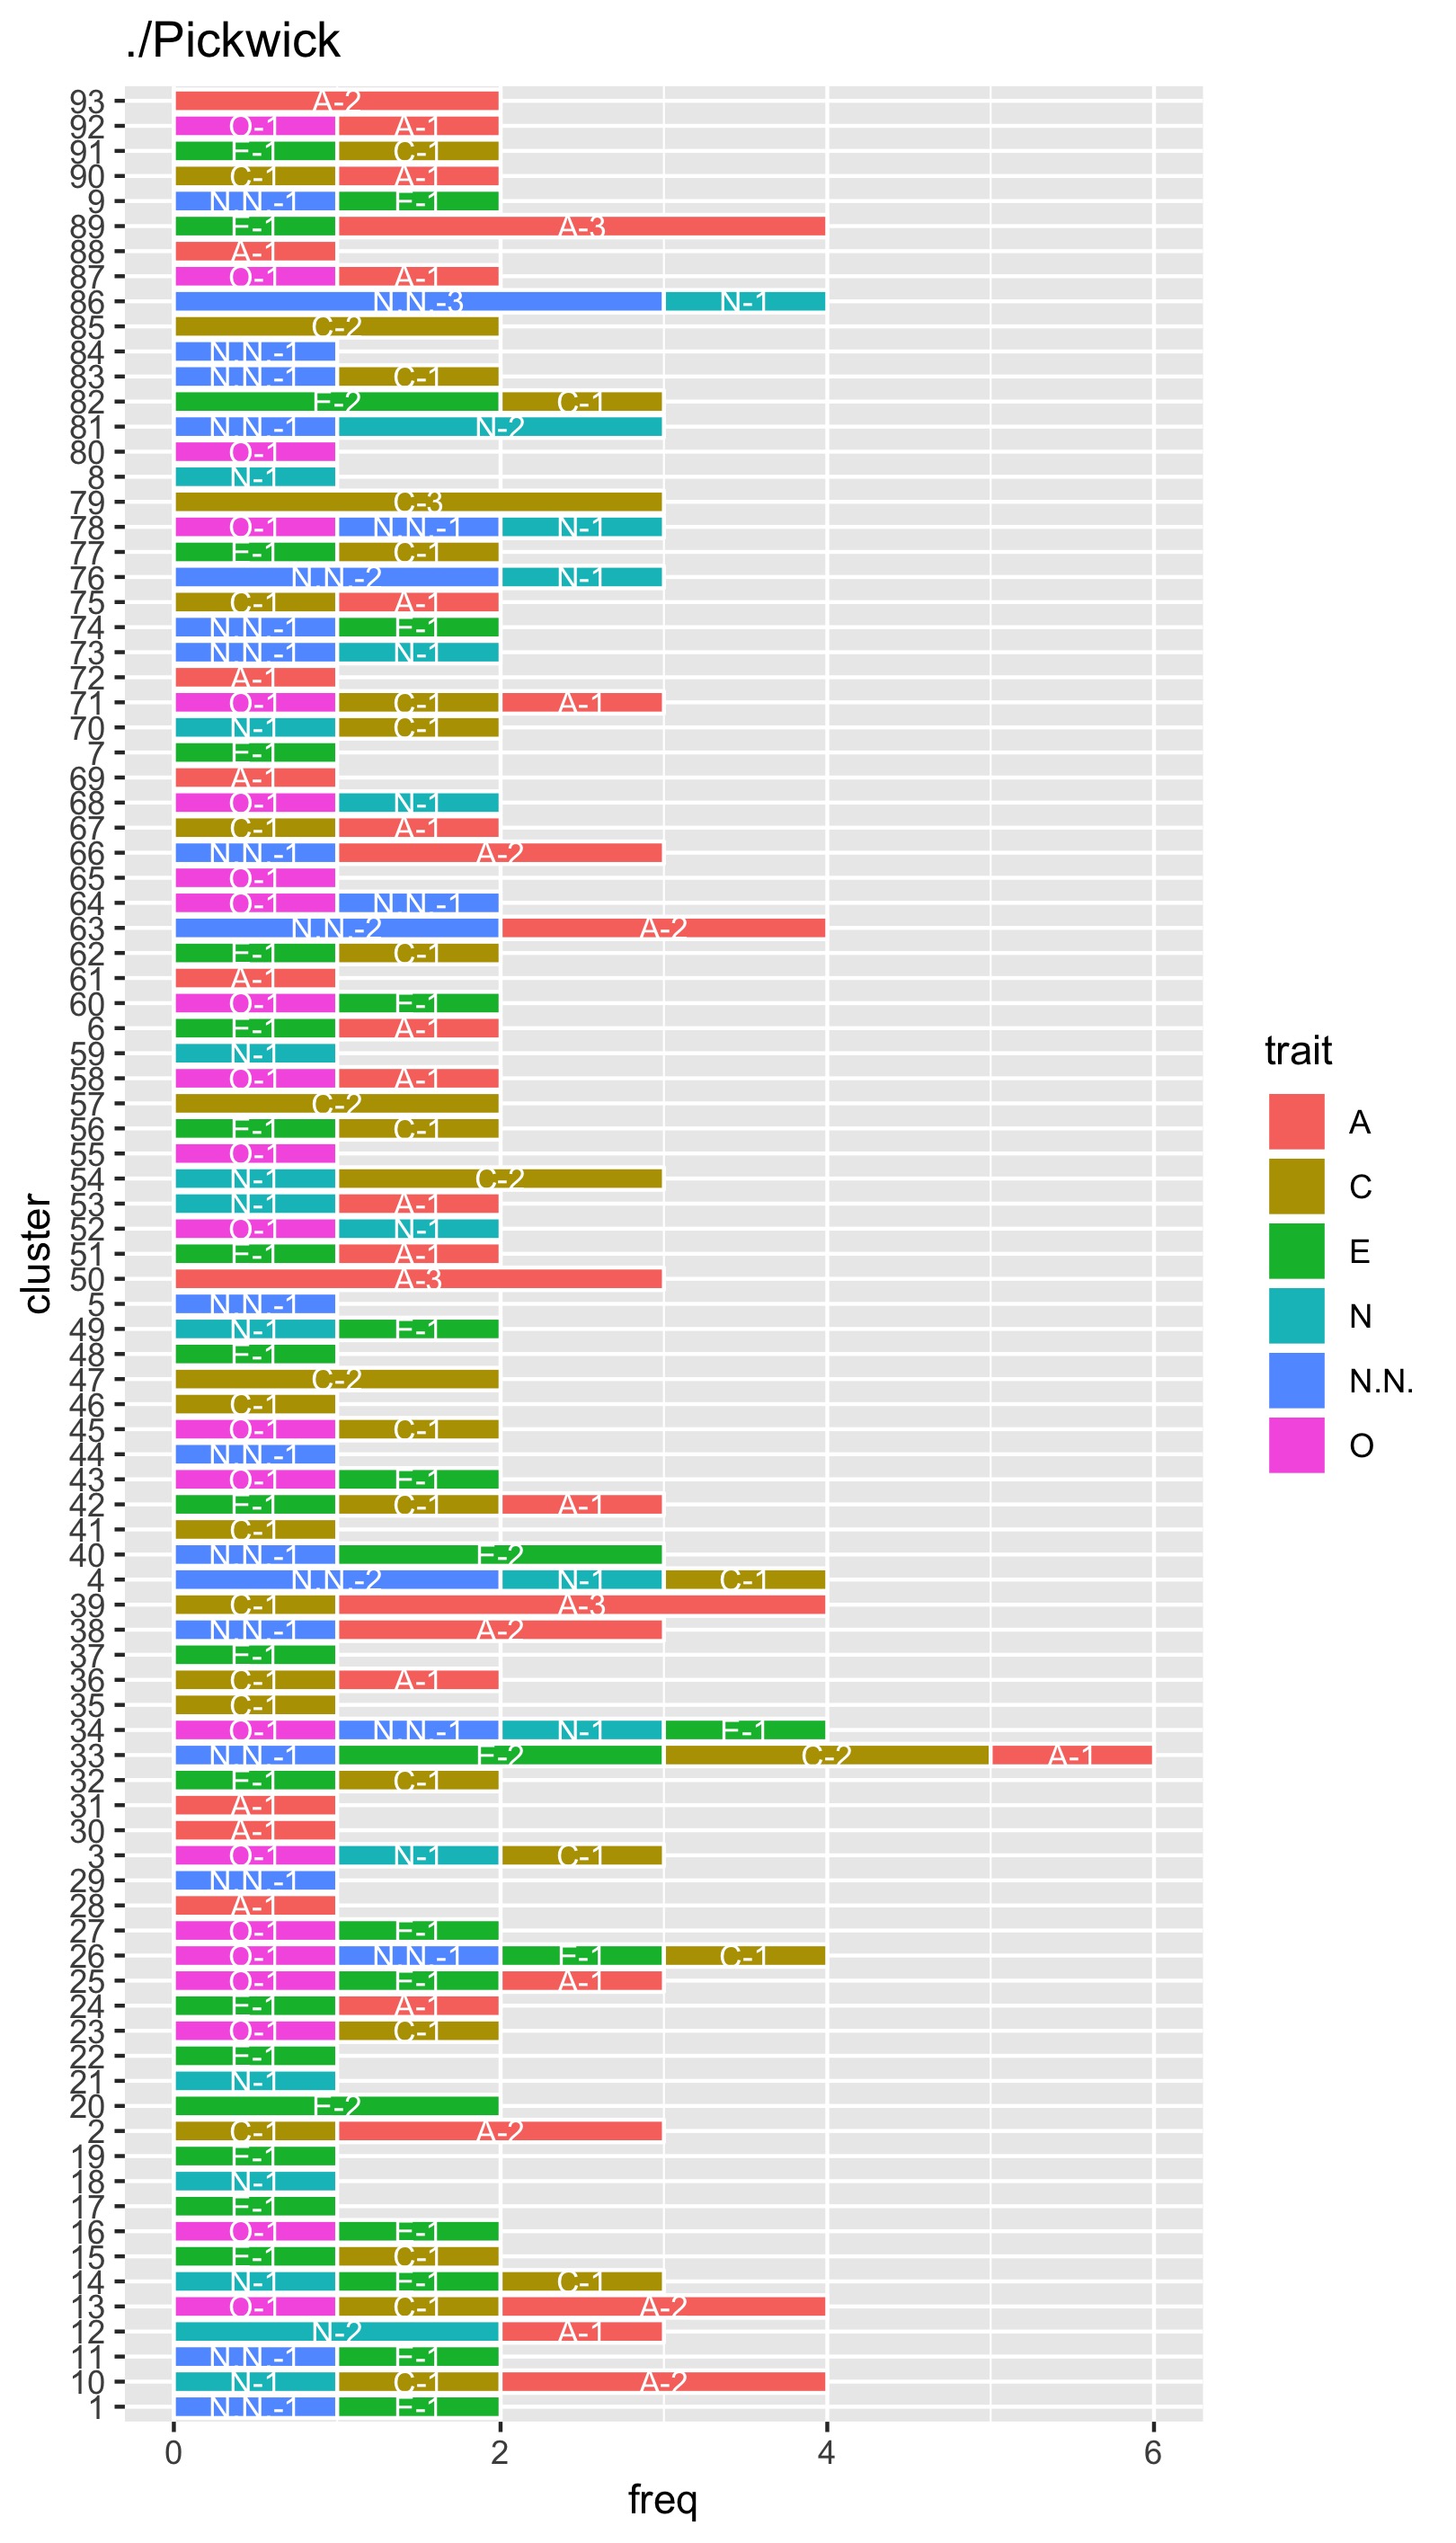 ./Pickwick
93 A-2
92 O-1 A-1
91 E-1 C-1
90 C-1 A-1
9 N.N.-1 E-1
89 E-1 A-3
88 A-1
87 O-1 A-1
86 N.N.-3 N-1
85 C-2
84 N.N.-1
83 N.N.-1 C-1
82 E-2 C-1
81 N.N.-1 N-2
80 O-1
8 N-1
79 C-3
78 O-1 N.N.-1 N-1
77 E-1 C-1
76 N.N.-2 N-1
75 C-1 A-1
74 N.N.-1 E-1
73 N.N.-1 N-1
72 A-1
71 O-1 C-1 A-1
70 N-1 C-1
7 E-1
69 A-1
68 O-1 N-1
67 C-1 A-1
66 N.N.-1 A-2
65 O-1
64 O-1 N.N.-1
63 N.N.-2 A-2
62 E-1 C-1
61 A-1
60 O-1 E-1
6 E-1 A-1
59 N-1
58 O-1 A-1
57 C-2
56 E-1 C-1
55 O-1
54 N-1 C-2
53 N-1 A-1
52 O-1 N-1
51 E-1 A-1
50 A-3
5 N.N.-1
49 N-1 E-1
48 E-1
47 C-2
46 C-1
45 O-1 C-1
44 N.N.-1
43 O-1 E-1
42 E-1 C-1 A-1
41 C-1
40 N.N.-1 E-2
4 N.N.-2 N-1 C-1
39 C-1 A-3
38 N.N.-1 A-2
37 E-1
36 C-1 A-1
35 C-1
34 O-1 N.N.-1 N-1 E-1
33 N.N.-1 E-2 C-2 A-1
32 E-1 C-1
31 A-1
30 A-1
3 O-1 N-1 C-1
29 N.N.-1
28 A-1
27 O-1 E-1
26 O-1 N.N.-1 E-1 C-1
25 O-1 E-1 A-1
24 E-1 A-1
23 O-1 C-1
22 E-1
21 N-1
20 E-2
2 C-1 A-2
19 E-1
18 N-1
17 E-1
16 O-1 E-1
15 E-1 C-1
14 N-1 E-1 C-1
13 O-1 C-1 A-2
12 N-2 A-1
11 N.N.-1 E-1
10 N-1 C-1 A-2
1 N.N.-1 E-1
0 2 4 6
freq
cluster
trait
A
C
E
N
N.N.
O